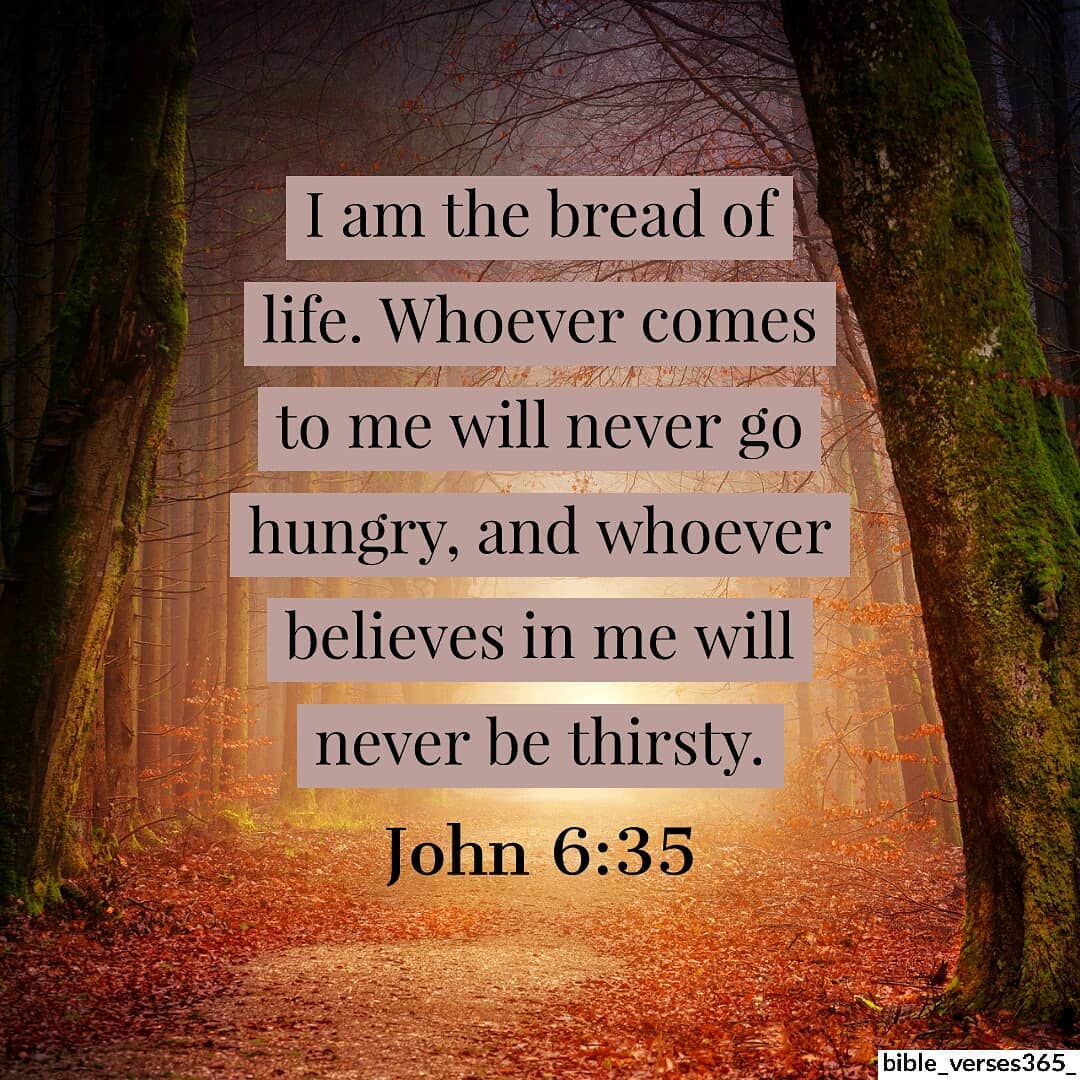 I am the bread of
life. Whoever comes
to me will never go
hungry, and whoever
believes in me will
never be thirsty.
John 6:35
bible_verses365_